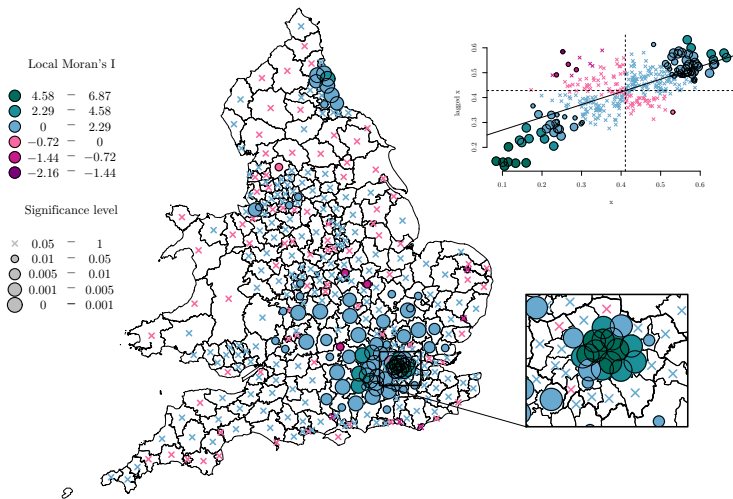 Local Moran's I
4.58 – 6.87
2.29 – 4.58
0 – 2.29
−0.72 – 0
−1.44 – −0.72
−2.16 – −1.44
Significance level
0.05 – 1
0.01 – 0.05
0.005 – 0.01
0.001 – 0.005
0 – 0.001
lagged x
0.6
0.5
0.4
0.3
0.2
0.1 0.2 0.3 0.4 0.5 0.6
x